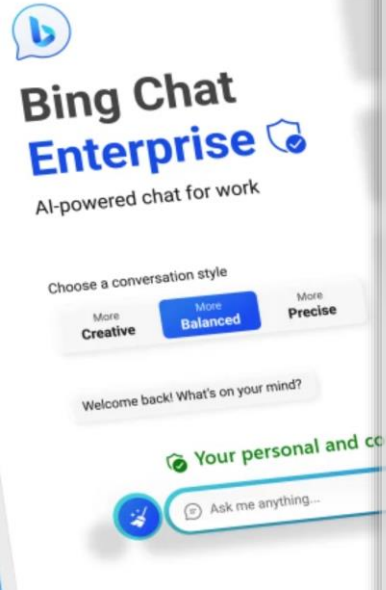 Bing Chat
Enterprise
AI-powered chat for work
Choose a conversation style
More
Creative
More
Balanced
More
Precise
Welcome back! What's on your mind?
Your personal and co
Ask me anything...